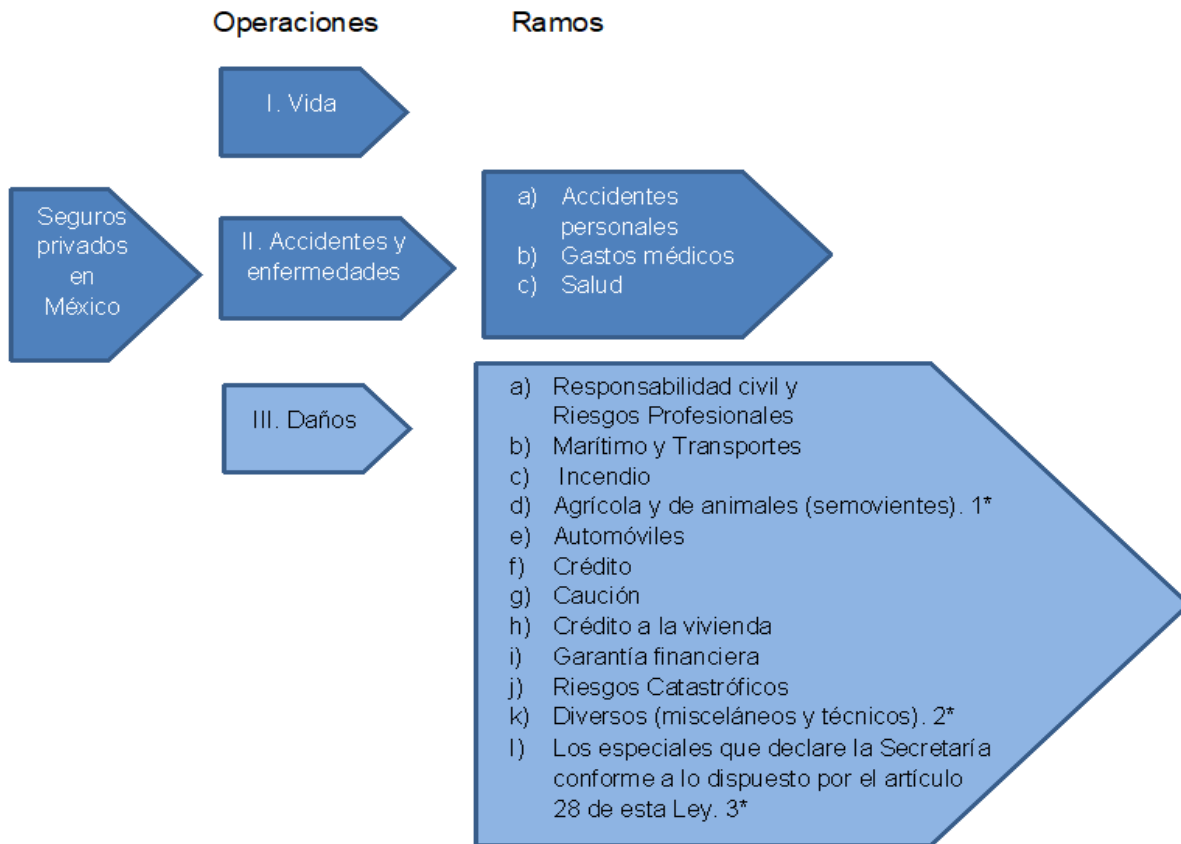 Operaciones
Ramos
I. Vida
Seguros
privados
en
México
II. Accidentes y
enfermedades
a) Accidentes
personales
b) Gastos médicos
c) Salud
III. Daños
a) Responsabilidad civil y
Riesgos Profesionales
b) Marítimo y Transportes
c) Incendio
d) Agrícola y de animales (semovientes). 1*
e) Automóviles
f) Crédito
g) Caución
h) Crédito a la vivienda
i) Garantía financiera
j) Riesgos Catastróficos
k) Diversos (misceláneos y técnicos). 2*
l) Los especiales que declare la Secretaría
conforme a lo dispuesto por el artículo
28 de esta Ley. 3*